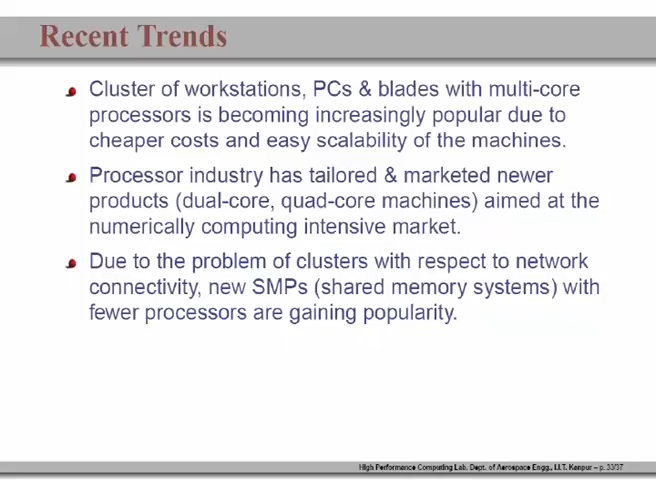 Recent Trends
Cluster of workstations, PCs & blades with multi-core
processors is becoming increasingly popular due to
cheaper costs and easy scalability of the machines.
Processor industry has tailored & marketed newer
products (dual-core, quad-core machines) aimed at the
numerically computing intensive market.
Due to the problem of clusters with respect to network
connectivity, new SMPs (shared memory systems) with
fewer processors are gaining popularity.
High Performance Computing Lab, Dept. of Aerospace Engg., I.I.T. Kanpur – p. 33/37